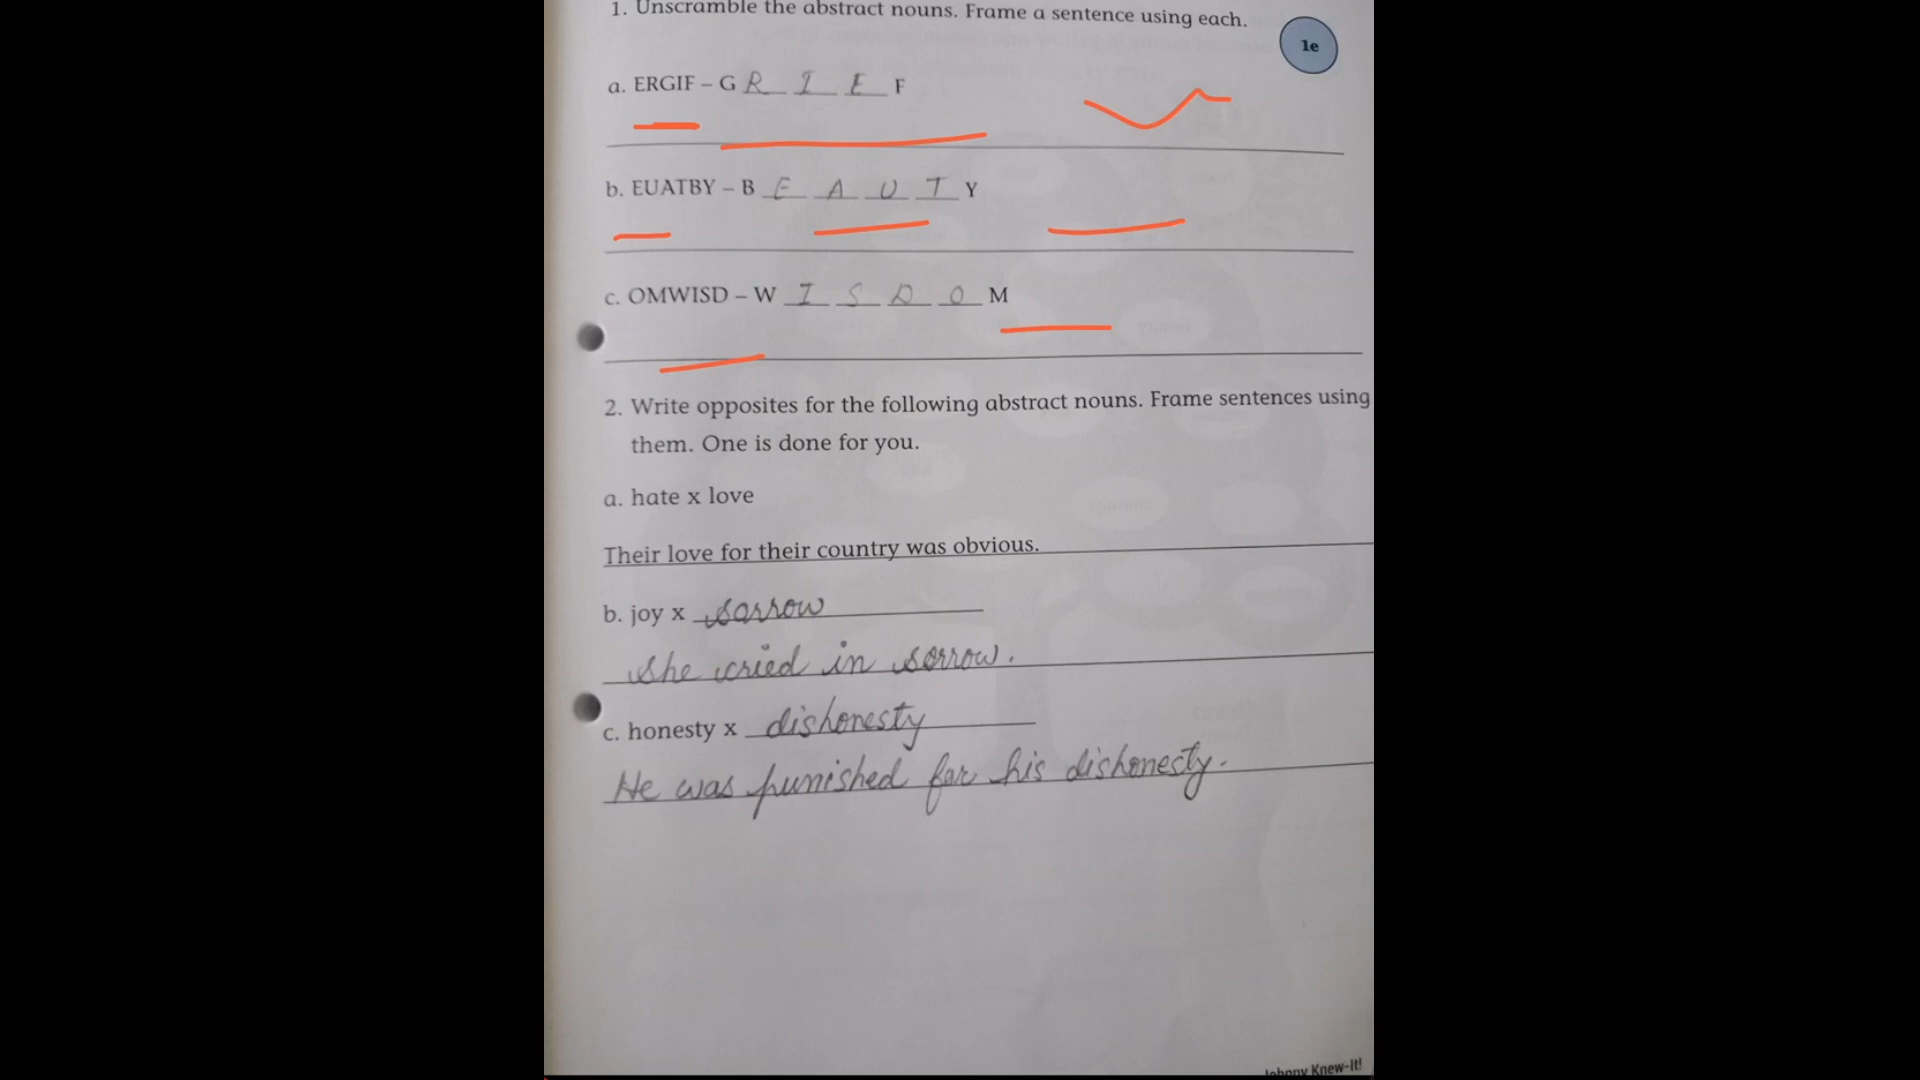 1. Unscramble the abstract nouns. Frame a sentence using each.
1e
a. ERGIF – G R I E F
b. EUATBY – B E A U T Y
c. OMWISD – W I S D O M
2. Write opposites for the following abstract nouns. Frame sentences using
them. One is done for you.
a. hate x love
Their love for their country was obvious.
b. joy x sorrow
She cried in sorrow.
c. honesty x dishonesty
He was punished for his dishonesty.
Johnny Knew-It!